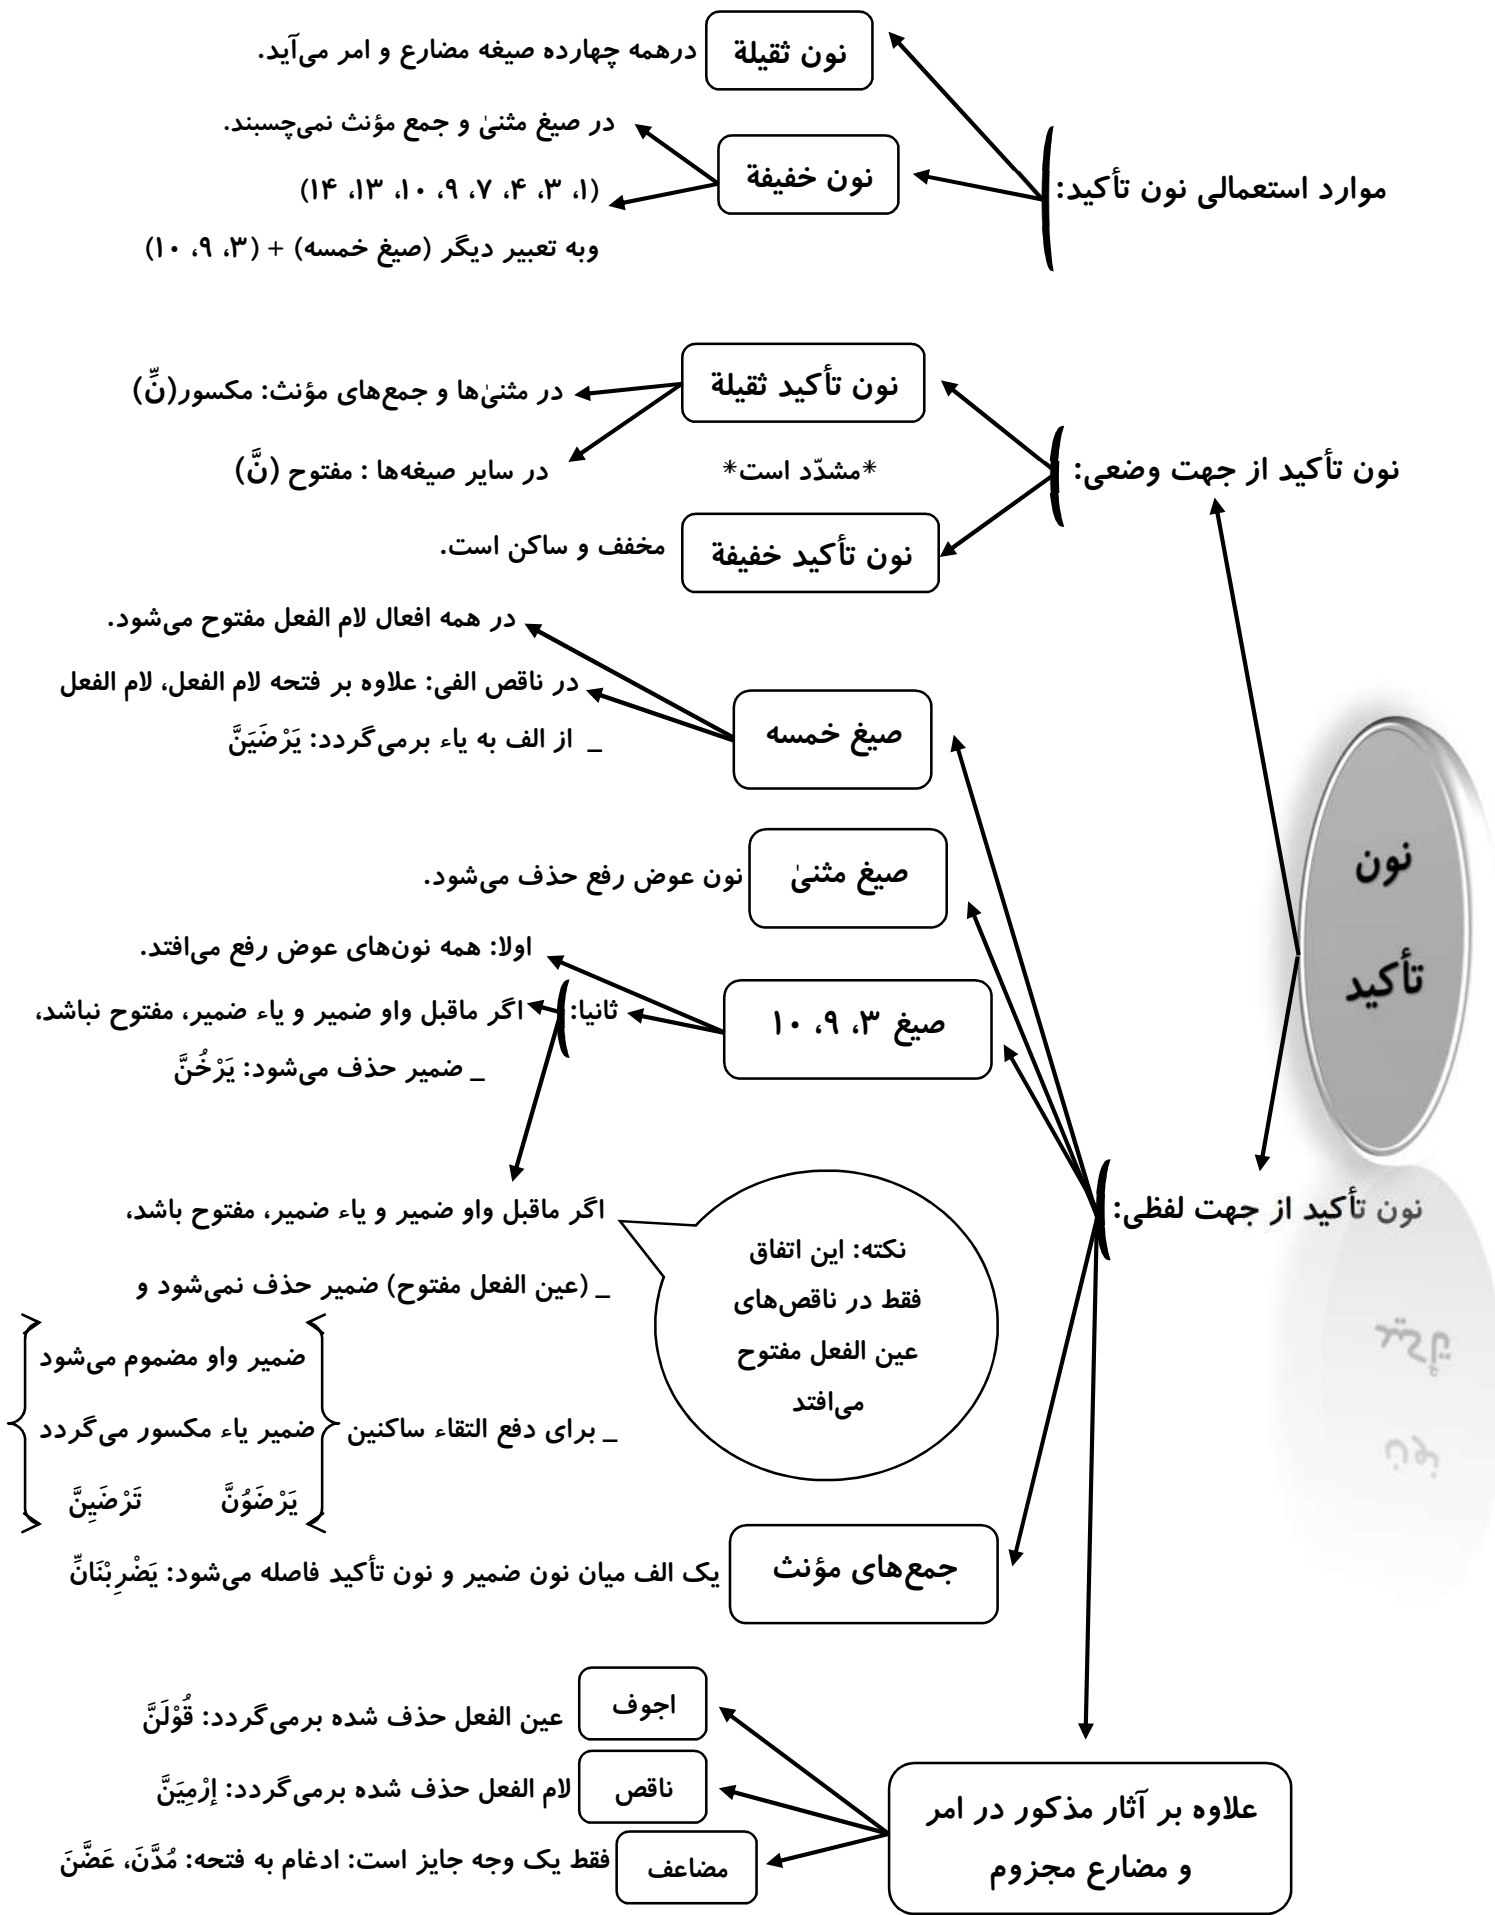 نون ثقیلة
درهمه چهارده صیغه مضارع و امر می‌آید.
موارد استعمالی نون تأکید:
نون خفیفة
در صیغ مثنیٰ و جمع مؤنث نمی‌چسبند.
(۱، ۳، ۴، ۷، ۹، ۱۰، ۱۳، ۱۴)
وبه تعبیر دیگر (صیغ خمسه) + (۳، ۹، ۱۰)
نون تأکید
نون تأکید از جهت وضعی:
نون تأکید ثقیلة
*مشدّد است*
در مثنیٰ‌ها و جمع‌های مؤنث: مکسور(نِّ)
در سایر صیغه‌ها : مفتوح (نَّ)
نون تأکید خفیفة
مخفف و ساکن است.
نون تأکید از جهت لفظی:
صیغ خمسه
در همه افعال لام الفعل مفتوح می‌شود.
در ناقص الفی: علاوه بر فتحه لام الفعل، لام الفعل
_ از الف به یاء برمی‌گردد: یَرْضَیَنَّ
صیغ مثنیٰ
نون عوض رفع حذف می‌شود.
صیغ ۳، ۹، ۱۰
اولا: همه نون‌های عوض رفع می‌افتد.
ثانیا:
اگر ماقبل واو ضمیر و یاء ضمیر، مفتوح نباشد،
_ ضمیر حذف می‌شود: یَرْخُنَّ
اگر ماقبل واو ضمیر و یاء ضمیر، مفتوح باشد،
_ (عین الفعل مفتوح) ضمیر حذف نمی‌شود و
_ برای دفع التقاء ساکنین
ضمیر واو مضموم می‌شود
ضمیر یاء مکسور می‌گردد
یَرْضَوُنَّ تَرْضَیِنَّ
نکته: این اتفاق
فقط در ناقص‌های
عین الفعل مفتوح
می‌افتد
جمع‌های مؤنث
یک الف میان نون ضمیر و نون تأکید فاصله می‌شود: یَضْرِبْنَانِّ
علاوه بر آثار مذکور در امر
و مضارع مجزوم
اجوف
عین الفعل حذف شده برمی‌گردد: قُوْلَنَّ
ناقص
لام الفعل حذف شده برمی‌گردد: إرْمِیَنَّ
مضاعف
فقط یک وجه جایز است: ادغام به فتحه: مُدَّنَ، عَضَّنَ